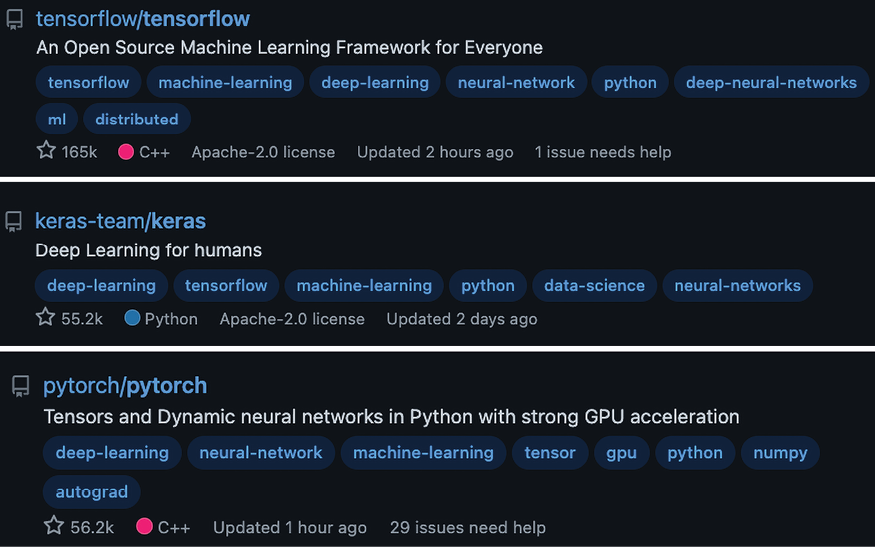 tensorflow/tensorflow
An Open Source Machine Learning Framework for Everyone
tensorflow machine-learning deep-learning neural-network python deep-neural-networks
ml distributed
165k C++ Apache-2.0 license Updated 2 hours ago 1 issue needs help
keras-team/keras
Deep Learning for humans
deep-learning tensorflow machine-learning python data-science neural-networks
55.2k Python Apache-2.0 license Updated 2 days ago
pytorch/pytorch
Tensors and Dynamic neural networks in Python with strong GPU acceleration
deep-learning neural-network machine-learning tensor gpu python numpy
autograd
56.2k C++ Updated 1 hour ago 29 issues need help